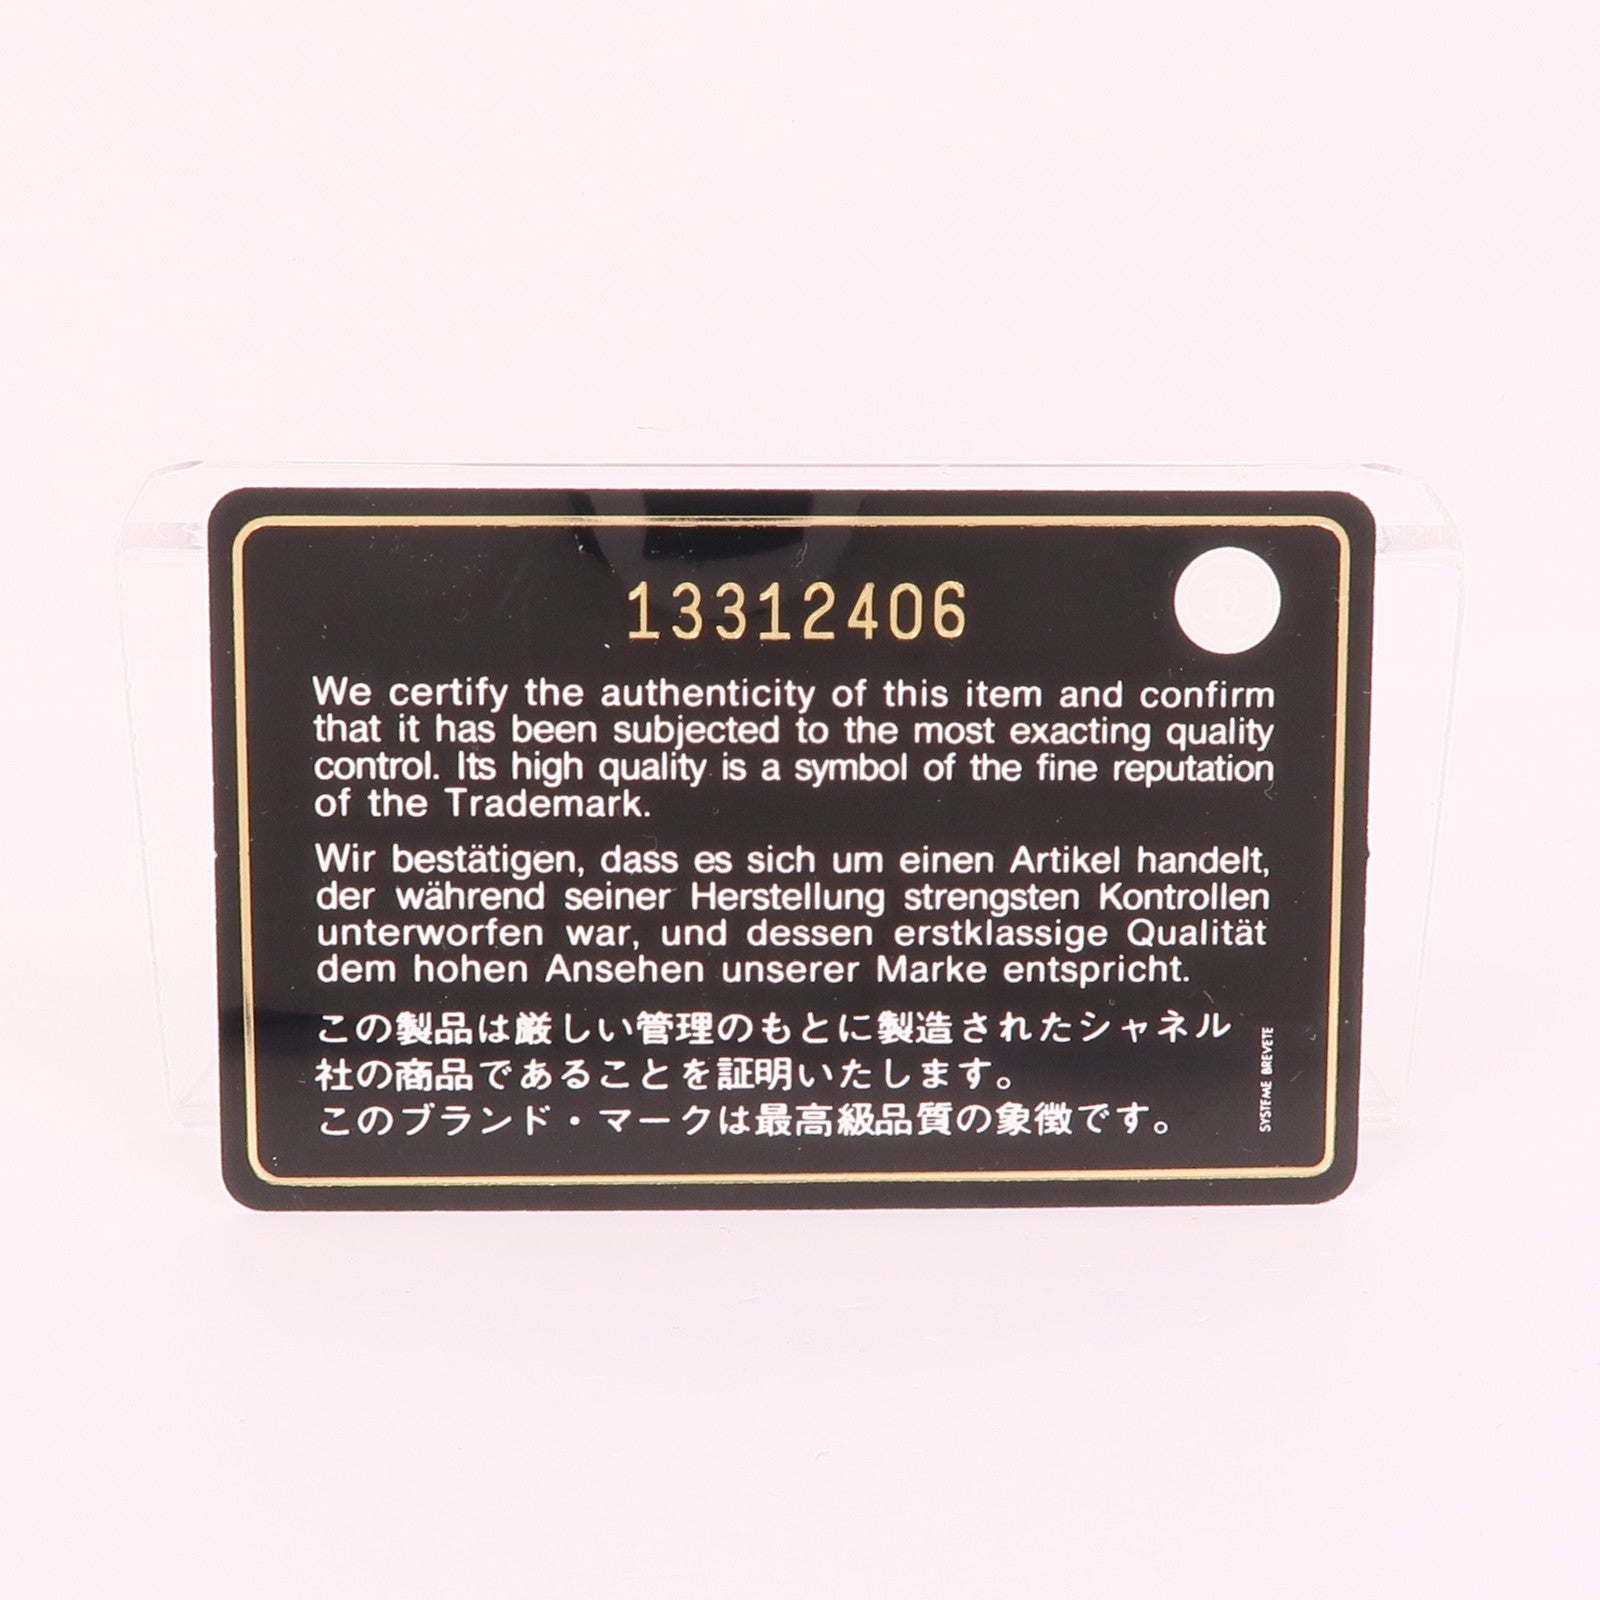 13312406
We certify the authenticity of this item and confirm
that it has been subjected to the most exacting quality
control. Its high quality is a symbol of the fine reputation
of the Trademark.
Wir bestätigen, dass es sich um einen Artikel handelt,
der während seiner Herstellung strengsten Kontrollen
unterworfen war, und dessen erstklassige Qualität
dem hohen Ansehen unserer Marke entspricht.
この製品は厳しい管理のもとに製造されたシャネル
社の商品であることを証明いたします。
このブランド・マークは最高級品質の象徴です。
SYSTEME BREVETE